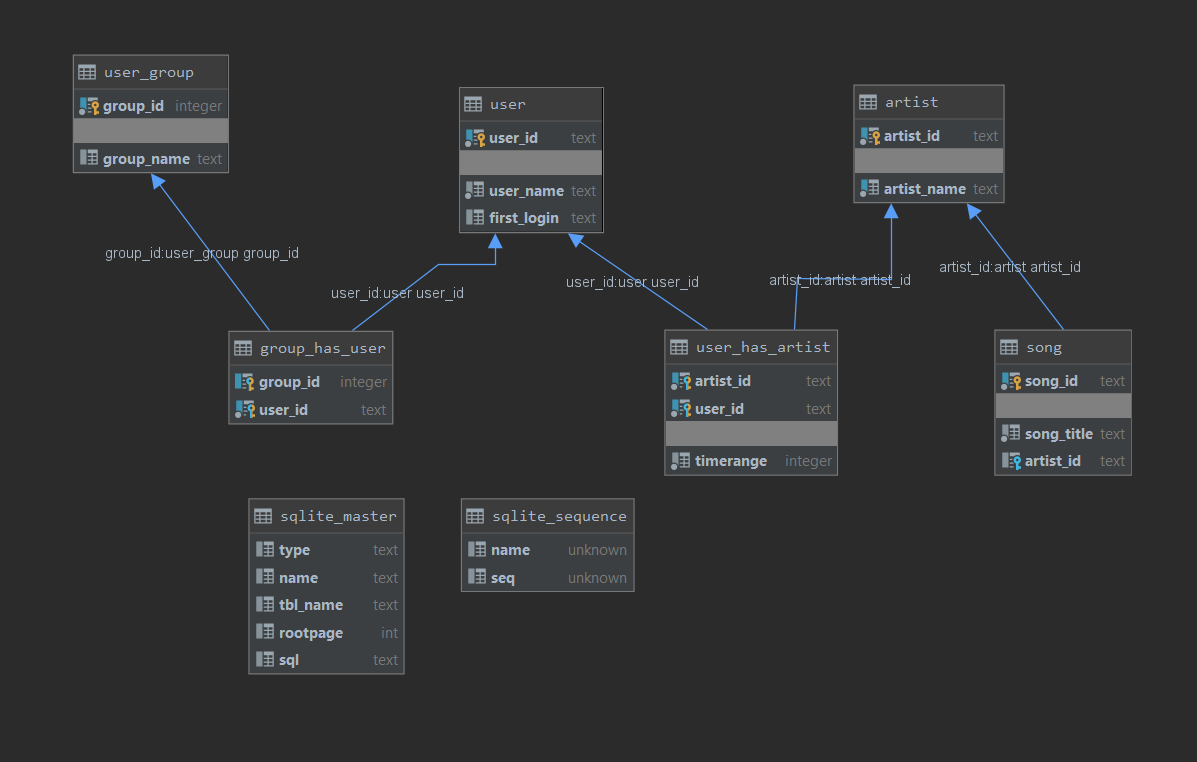 user_group
group_id integer
group_name text
user
user_id text
user_name text
first_login text
artist
artist_id text
artist_name text
group_id:user_group group_id
user_id:user user_id
user_id:user user_id
artist_id:artist artist_id
artist_id:artist artist_id
group_has_user
group_id integer
user_id text
user_has_artist
artist_id text
user_id text
timerange integer
song
song_id text
song_title text
artist_id text
sqlite_master
type text
name text
tbl_name text
rootpage int
sql text
sqlite_sequence
name unknown
seq unknown